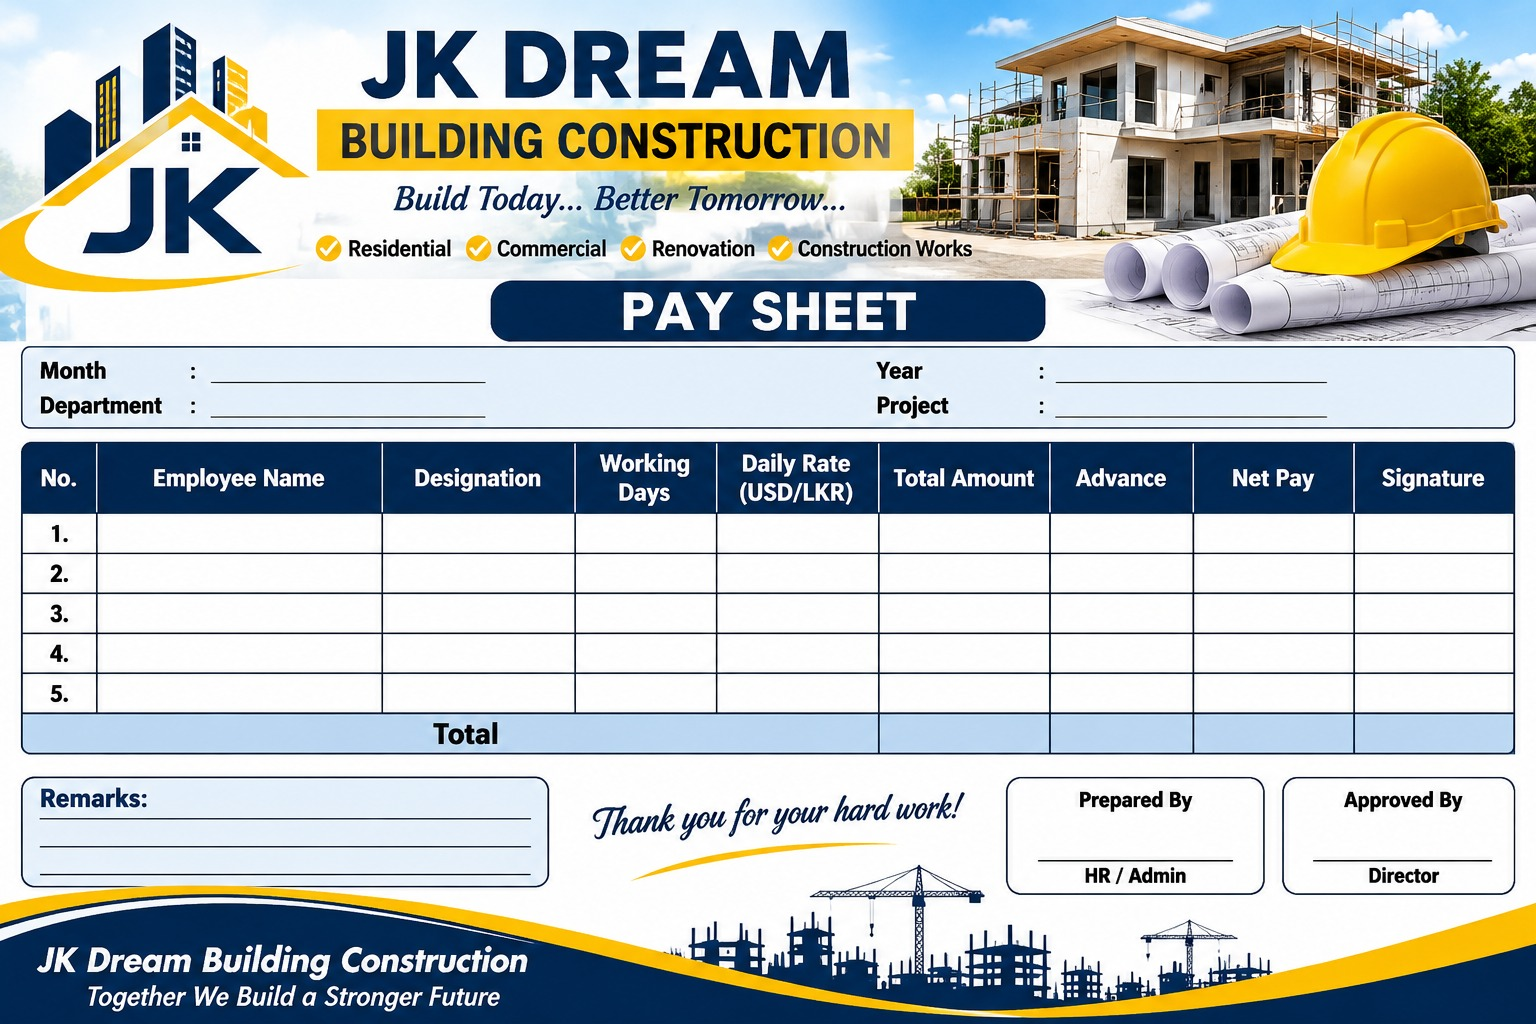 JK
JK DREAM
BUILDING CONSTRUCTION
Build Today... Better Tomorrow...
Residential Commercial Renovation Construction Works
PAY SHEET
Month : Year :
Department : Project :
No. Employee Name Designation Working Days Daily Rate (USD/LKR) Total Amount Advance Net Pay Signature
1.
2.
3.
4.
5.
Total
Remarks:
Thank you for your hard work!
Prepared By
HR / Admin
Approved By
Director
JK Dream Building Construction
Together We Build a Stronger Future